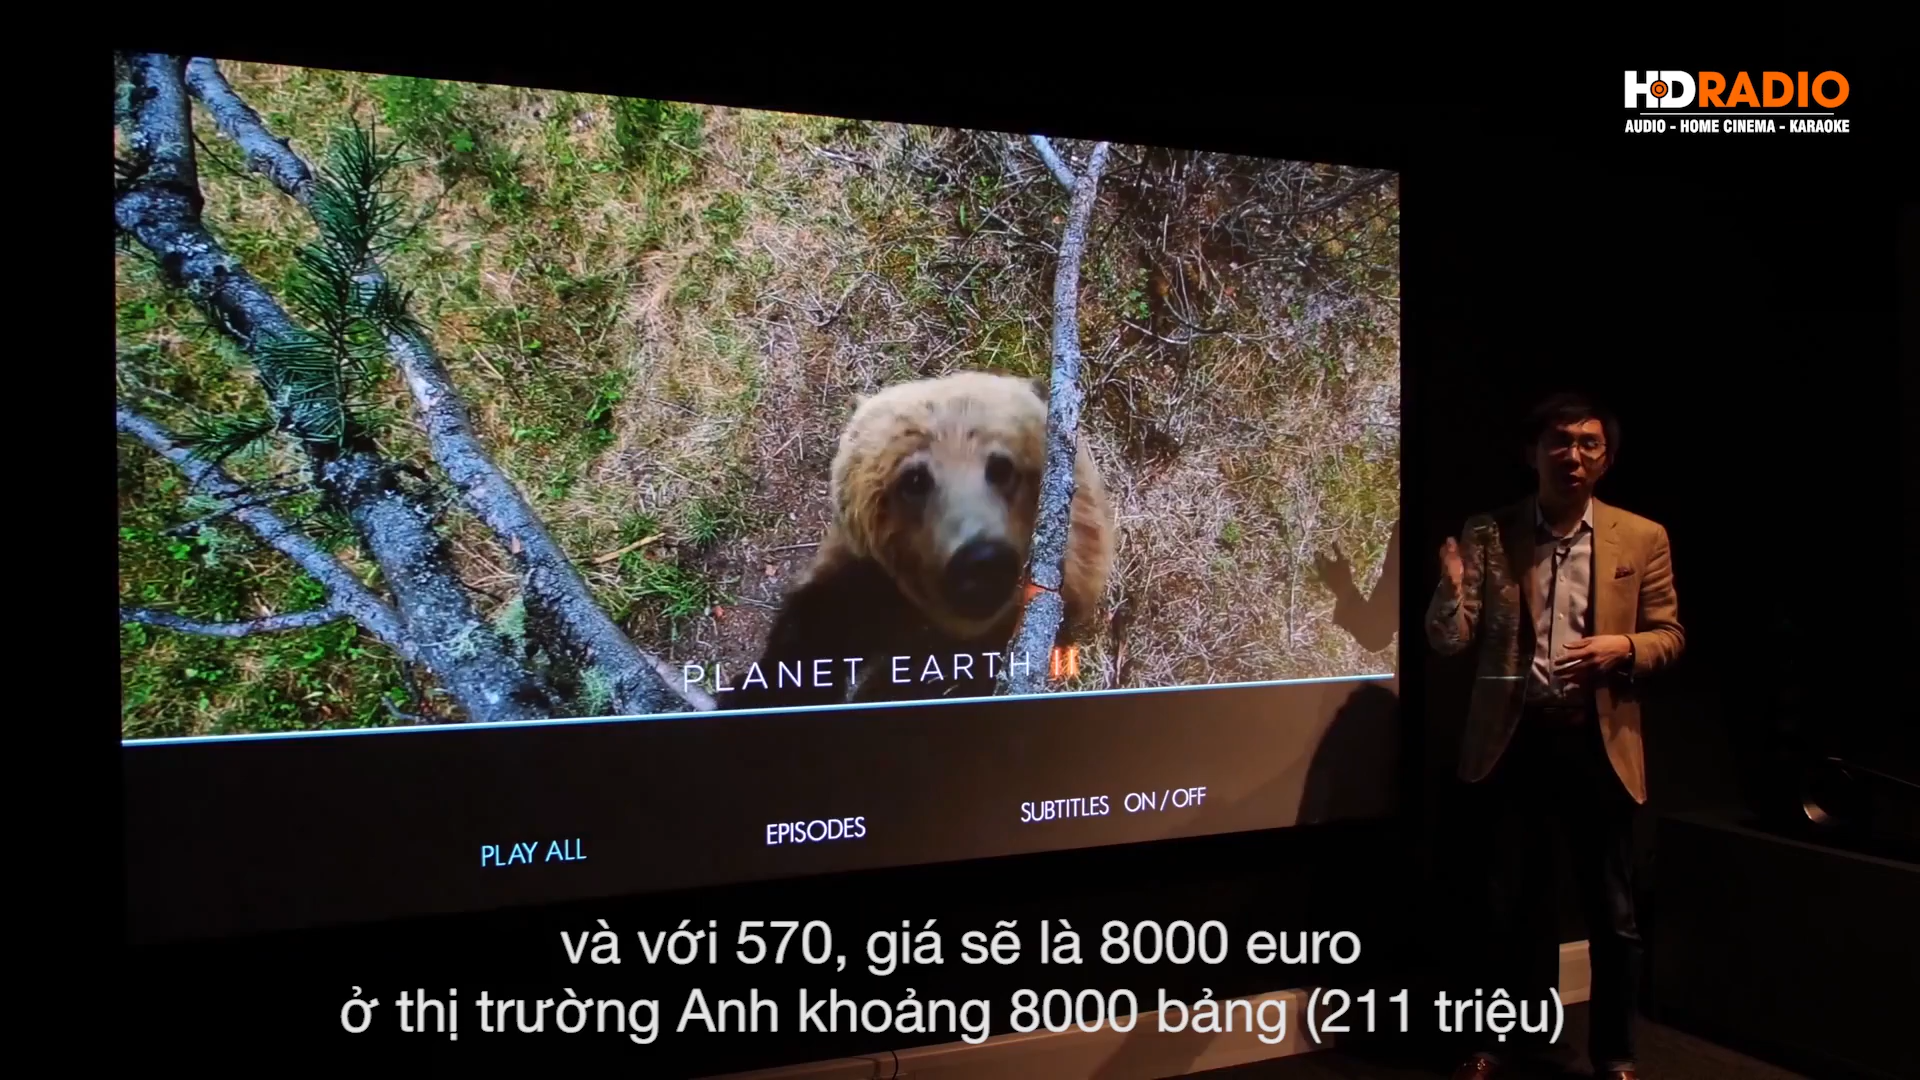 HDRADIO
AUDIO - HOME CINEMA - KARAOKE
PLANET EARTH II
PLAY ALL
EPISODES
SUBTITLES ON / OFF
và với 570, giá sẽ là 8000 euro
ở thị trường Anh khoảng 8000 bảng (211 triệu)